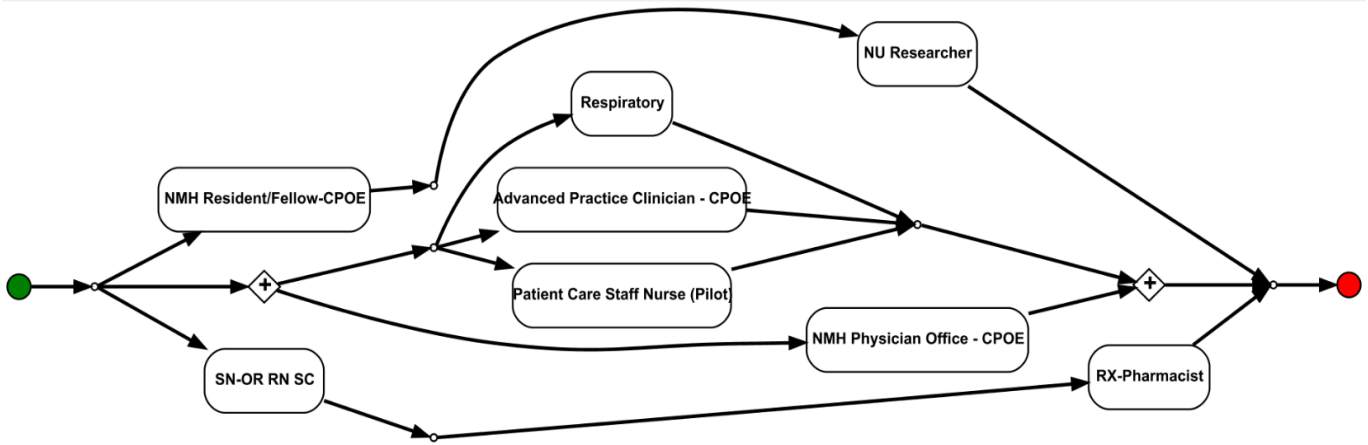 NU Researcher
Respiratory
NMH Resident/Fellow-CPOE
Advanced Practice Clinician - CPOE
+
Patient Care Staff Nurse (Pilot)
+
NMH Physician Office - CPOE
SN-OR RN SC
RX-Pharmacist